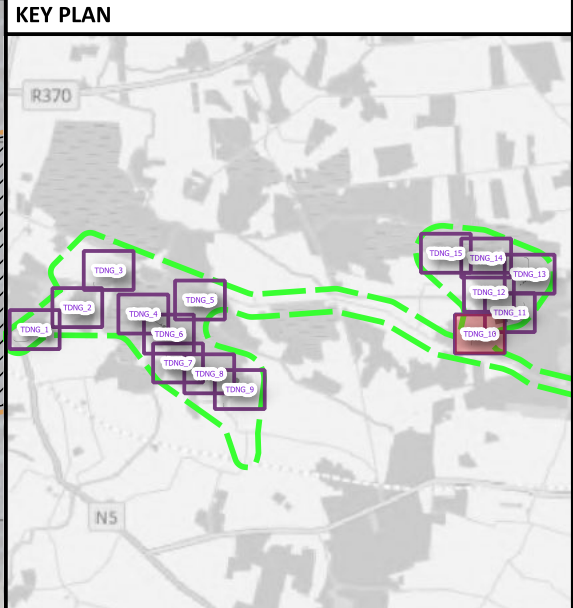 KEY PLAN
R370
TDNG_15
TDNG_14
TDNG_3
TDNG_13
TDNG_12
TDNG_5
TDNG_2
TDNG_4
TDNG_11
TDNG_1
TDNG_6
TDNG_10
TDNG_7
TDNG_8
TDNG_9
N5